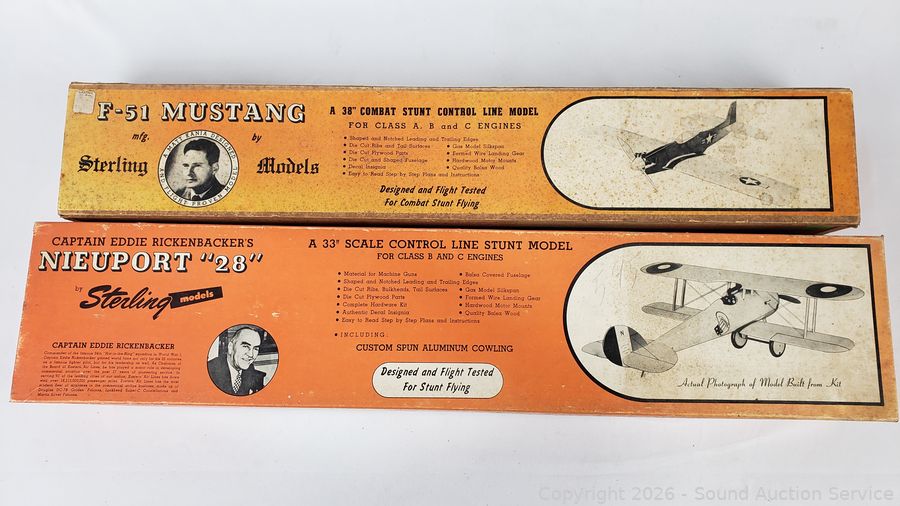 F-51 MUSTANG
mfg. by
Sterling Models
A MATT KANIA DESIGNED
AND FLIGHT PROVEN MODEL
A 38" COMBAT STUNT CONTROL LINE MODEL
FOR CLASS A, B and C ENGINES
• Shaped and Notched Leading and Trailing Edges
• Die Cut Ribs and Tail Surfaces
• Die Cut Plywood Parts
• Die Cut and Shaped Fuselage
• Decal Insignia
• Easy to Read Step by Step Plans and Instructions
• Gas Model Silkspan
• Formed Wire Landing Gear
• Hardwood Motor Mounts
• Quality Balsa Wood
Designed and Flight Tested
For Combat Stunt Flying
CAPTAIN EDDIE RICKENBACKER'S
NIEUPORT "28"
by Sterling models
CAPTAIN EDDIE RICKENBACKER
A 33" SCALE CONTROL LINE STUNT MODEL
FOR CLASS B AND C ENGINES
• Material for Machine Guns
• Shaped and Notched Leading and Trailing Edges
• Die Cut Ribs, Bulkheads, Tail Surfaces
• Die Cut Plywood Parts
• Complete Hardware Kit
• Authentic Decal Insignia
• Easy to Read Step by Step Plans and Instructions
• Balsa Covered Fuselage
• Gas Model Silkspan
• Formed Wire Landing Gear
• Hardwood Motor Mounts
• Quality Balsa Wood
• INCLUDING:
CUSTOM SPUN ALUMINUM COWLING
Designed and Flight Tested
For Stunt Flying
N
Actual Photograph of Model Built from Kit
Copyright 2026 - Sound Auction Service